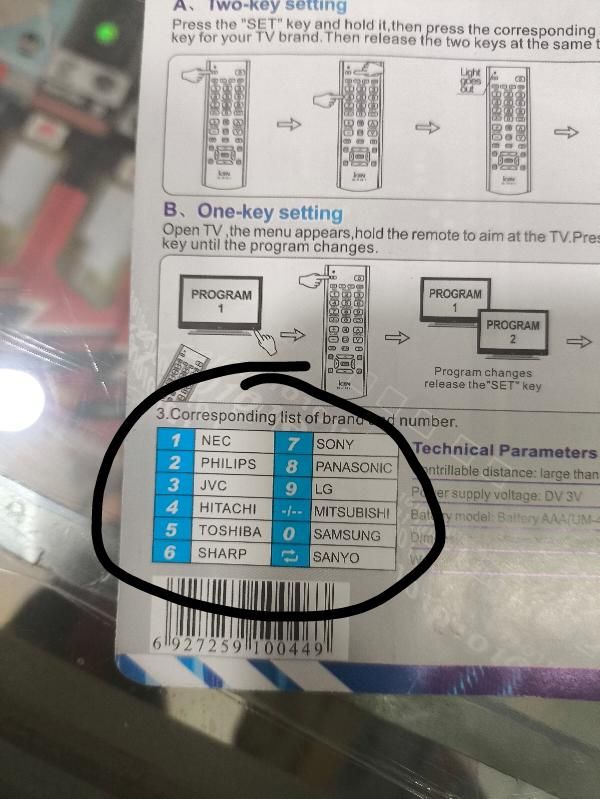 A、Two-key setting
Press the "SET" key and hold it,then press the corresponding
key for your TV brand.Then release the two keys at the same
Light
goes
out
B、One-key setting
Open TV ,the menu appears,hold the remote to aim at the TV.
key until the program changes.
PROGRAM
1
PROGRAM
1
PROGRAM
2
Program changes
release the"SET" key
3.Corresponding list of brand and number.
1 NEC 7 SONY
2 PHILIPS 8 PANASONIC
3 JVC 9 LG
4 HITACHI -/-- MITSUBISHI
5 TOSHIBA 0 SAMSUNG
6 SHARP SANYO
Technical Parameters
Contrillable distance: large than
Power supply voltage: DV 3V
Battery model: Battery AAA/UM-4
6 927259 100449